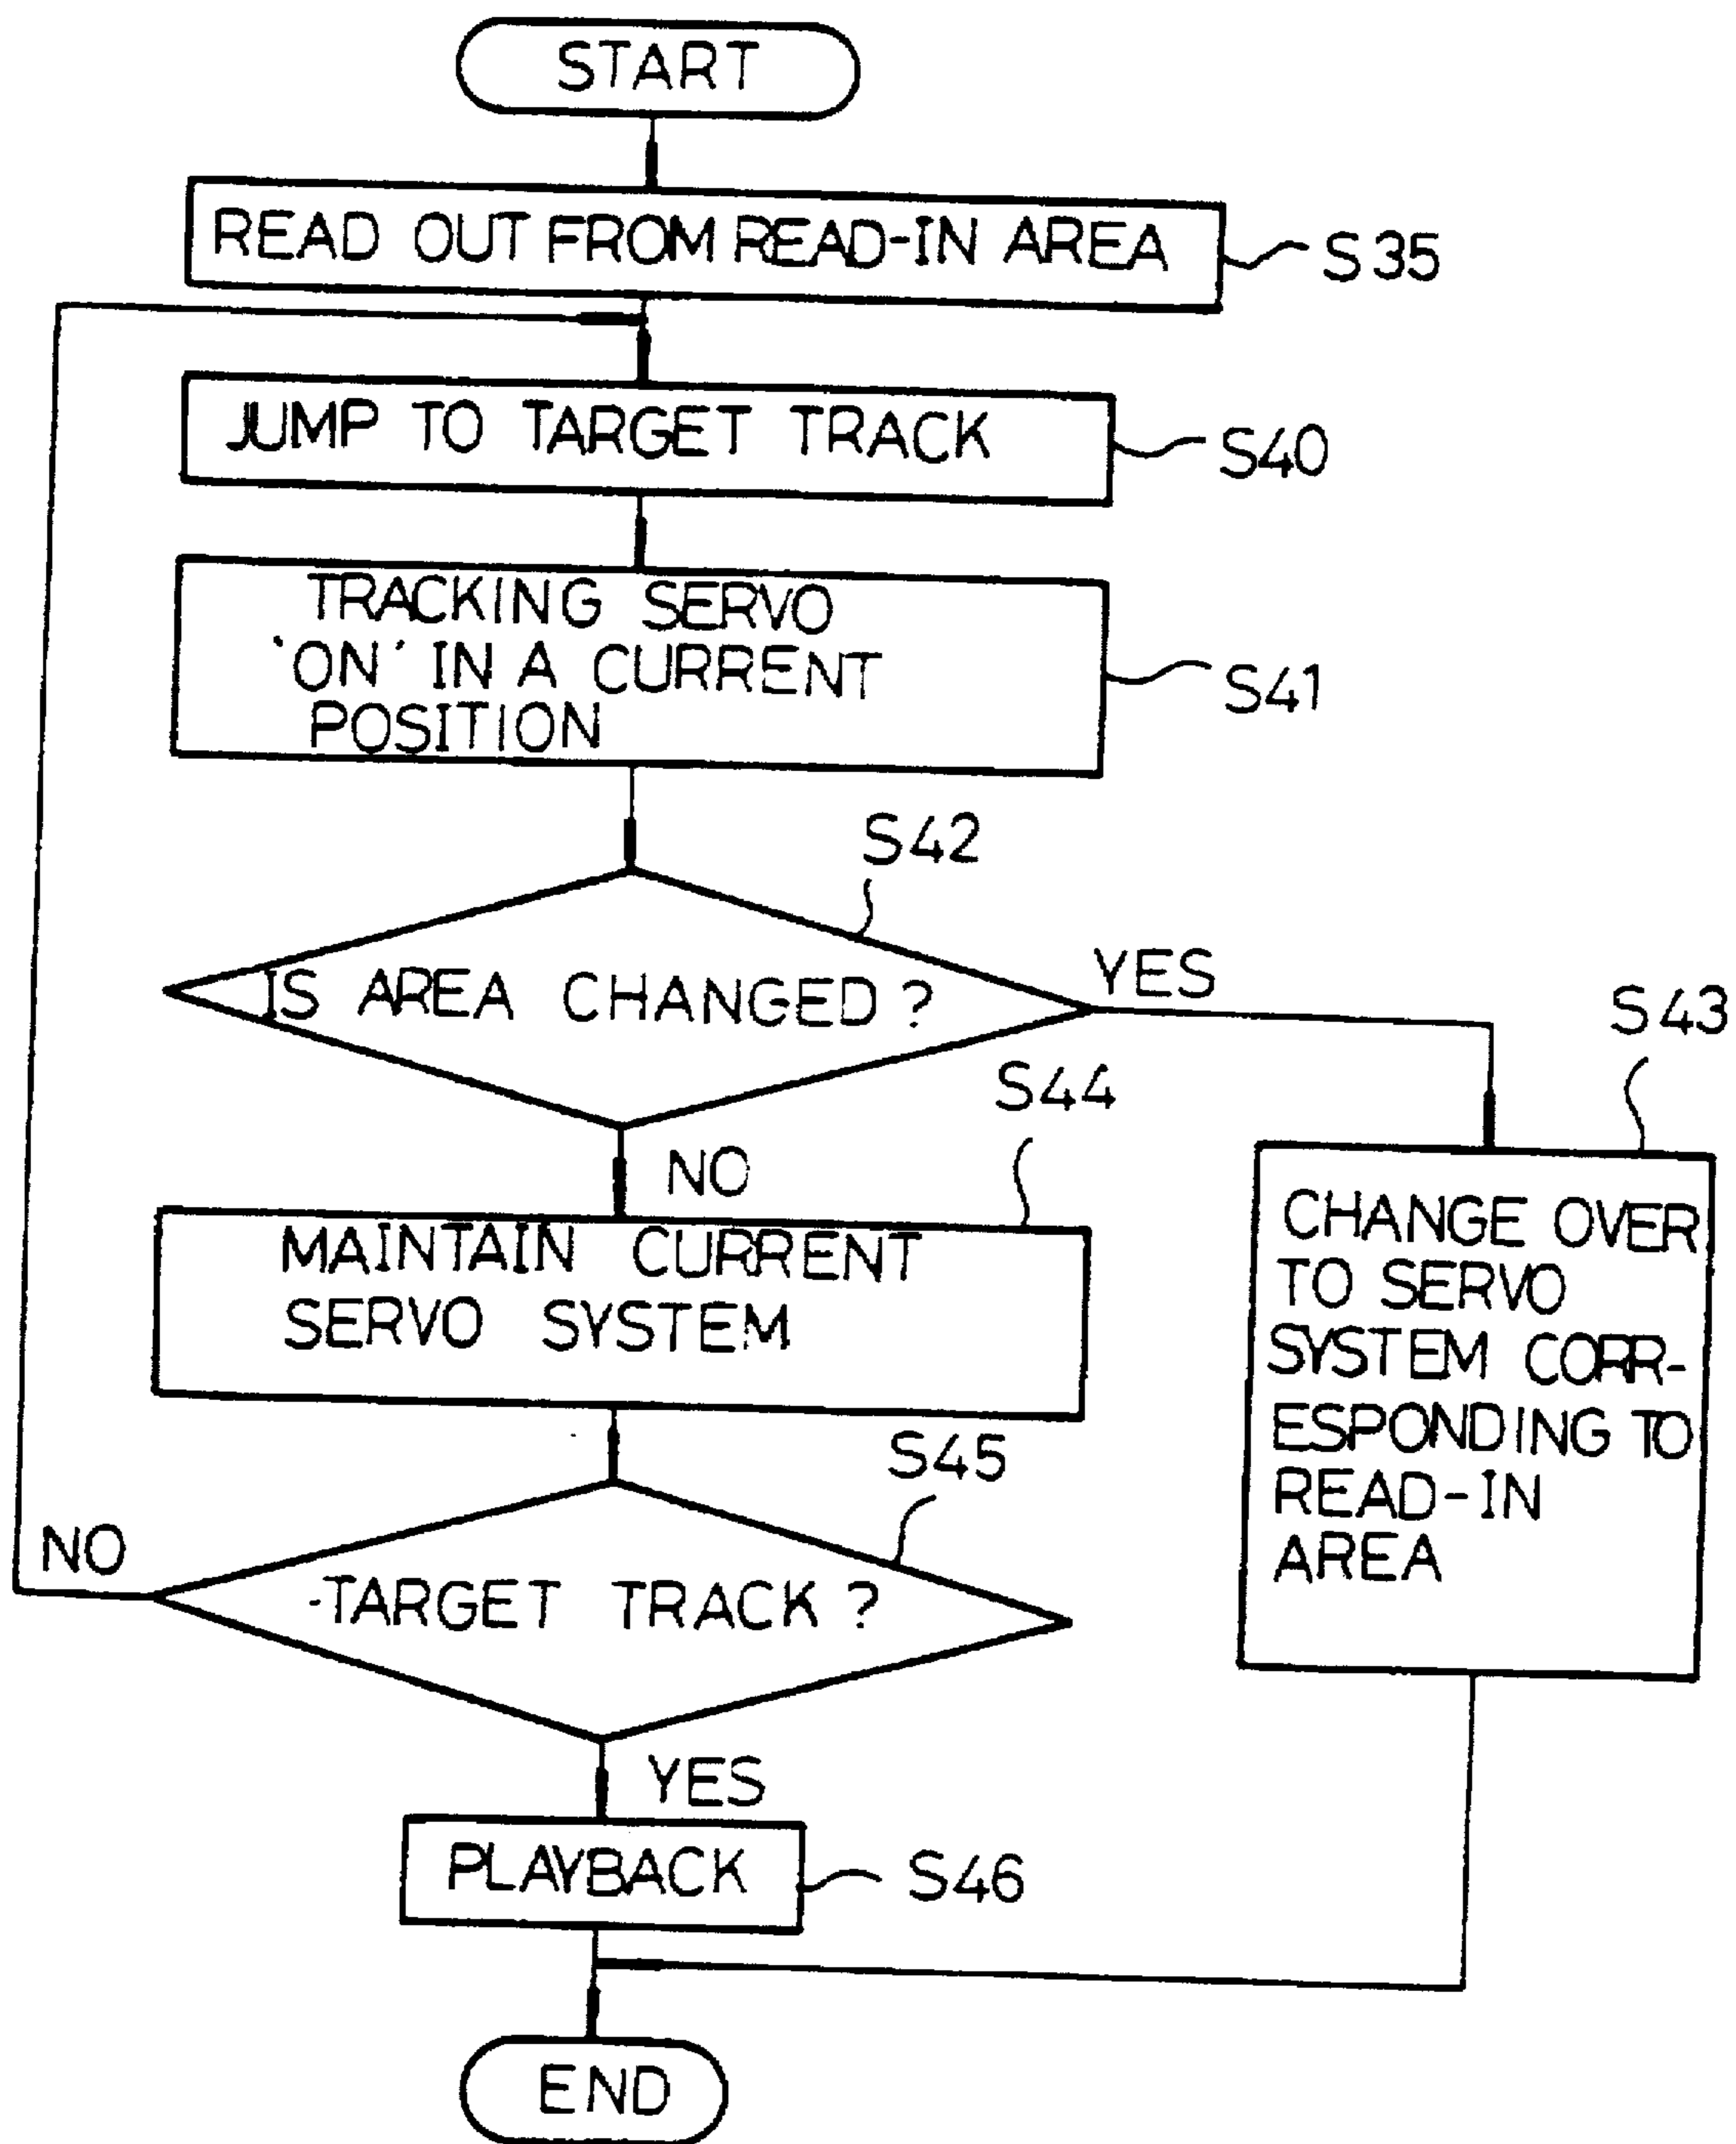 START
READ OUT FROM READ-IN AREA
S35
JUMP TO TARGET TRACK
S40
TRACKING SERVO
'ON' IN A CURRENT
POSITION
S41
S42
IS AREA CHANGED ?
YES
NO
S43
CHANGE OVER
TO SERVO
SYSTEM CORR-
ESPONDING TO
READ-IN
AREA
S44
MAINTAIN CURRENT
SERVO SYSTEM
S45
TARGET TRACK ?
NO
YES
PLAYBACK
S46
END